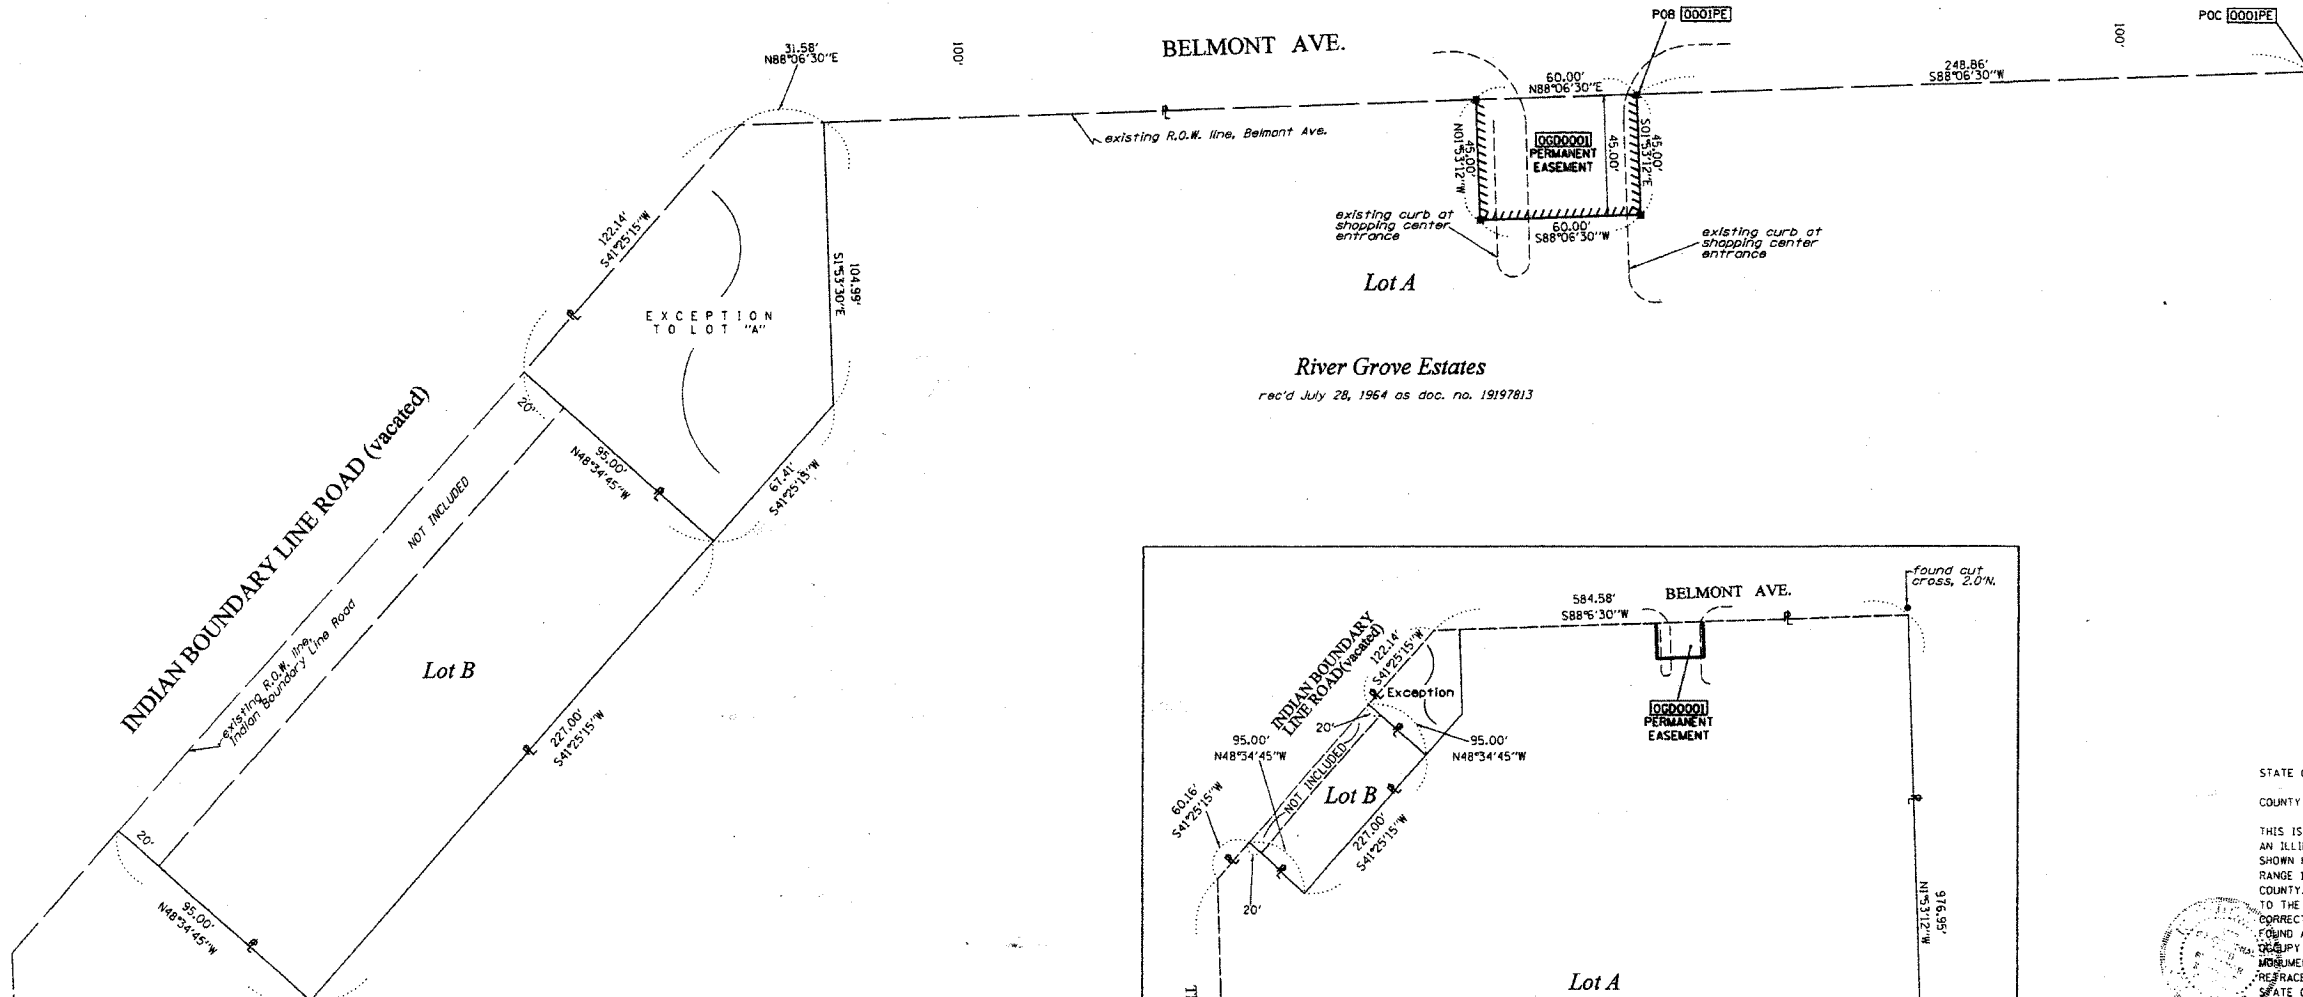 POB 0001PE
POC 0001PE
31.58'
N88°06'30"E
100'
BELMONT AVE.
100'
60.00'
N88°06'30"E
248.86'
S88°06'30"W
existing R.O.W. line, Belmont Ave.
N01°53'12"W
45.00'
0GD0001
PERMANENT
EASEMENT
45.00'
S01°53'12"E
45.00'
60.00'
S88°06'30"W
existing curb at
shopping center
entrance
existing curb at
shopping center
entrance
122.14'
S41°25'15"W
104.99'
S1°53'30"E
Lot A
EXCEPTION
TO LOT "A"
River Grove Estates
rec'd July 28, 1964 as doc. no. 19197813
20'
95.00'
N48°34'45"W
67.41'
S41°25'15"W
INDIAN BOUNDARY LINE ROAD (vacated)
NOT INCLUDED
existing R.O.W. line,
Indian Boundary Line Road
Lot B
227.00'
S41°25'15"W
20'
95.00'
N48°34'45"W
found cut
cross, 2.0'N.
584.58'
S88°6'30"W
BELMONT AVE.
INDIAN BOUNDARY
LINE ROAD (vacated)
122.14'
S41°25'15"W
Exception
0GD0001
PERMANENT
EASEMENT
20'
95.00'
N48°34'45"W
95.00'
N48°34'45"W
NOT INCLUDED
Lot B
60.16'
S41°25'15"W
227.00'
S41°25'15"W
20'
976.95'
N1°53'12"W
Lot A
STATE
COUNTY
THIS IS
AN ILLI
SHOWN
RANGE
COUNTY
TO THE
CORRECT
FOUND A
OCCUPY
MONUME
RETRACE
STATE